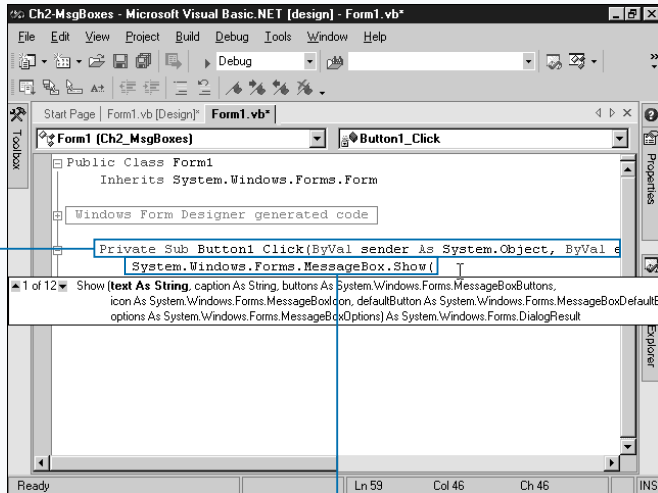 Ch2-MsgBoxes - Microsoft Visual Basic.NET [design] - Form1.vb*
File Edit View Project Build Debug Tools Window Help
Debug
Start Page Form1.vb [Design]* Form1.vb*
Toolbox
Form1 (Ch2_MsgBoxes) Button1_Click
Properties
Public Class Form1
Inherits System.Windows.Forms.Form
Windows Form Designer generated code
Private Sub Button1_Click(ByVal sender As System.Object, ByVal e
System.Windows.Forms.MessageBox.Show(
1 of 12 Show (text As String, caption As String, buttons As System.Windows.Forms.MessageBoxButtons,
icon As System.Windows.Forms.MessageBoxIcon, defaultButton As System.Windows.Forms.MessageBoxDefaultB
options As System.Windows.Forms.MessageBoxOptions) As System.Windows.Forms.DialogResult
Explorer
Ready Ln 59 Col 46 Ch 46 INS